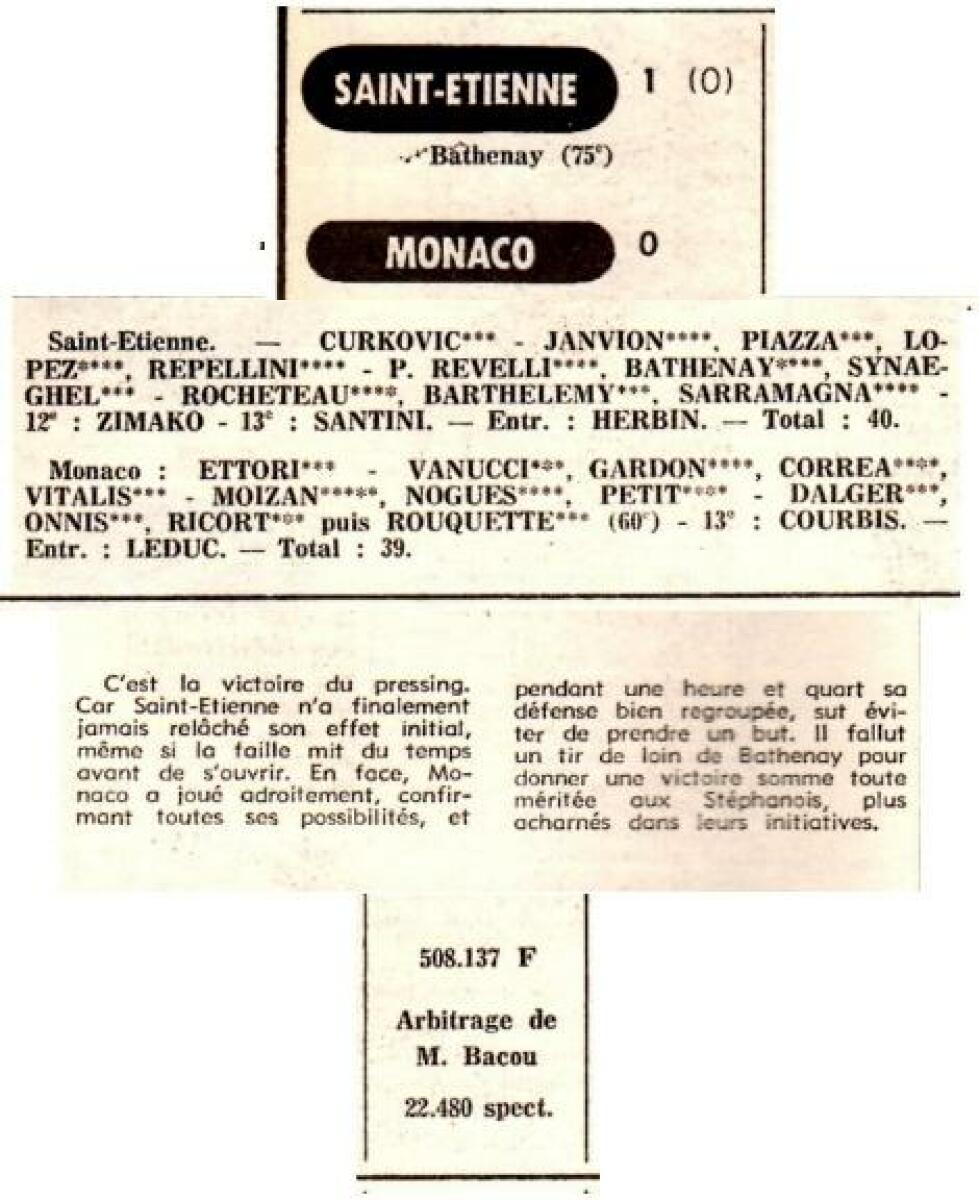 SAINT-ETIENNE 1 (0)
Bathenay (75e)
MONACO 0
Saint-Etienne. — CURKOVIC*** - JANVION****, PIAZZA***, LO-
PEZ****, REPELLINI**** - P. REVELLI****, BATHENAY****, SYNAE-
GHEL*** - ROCHETEAU****, BARTHELEMY***, SARRAMAGNA**** -
12e : ZIMAKO - 13e : SANTINI. — Entr. : HERBIN. — Total : 40.
Monaco : ETTORI*** - VANUCCI***, GARDON****, CORREA****,
VITALIS*** - MOIZAN*****, NOGUES****, PETIT**** - DALGER***,
ONNIS***, RICORT*** puis ROUQUETTE*** (60e) - 13e : COURBIS. —
Entr. : LEDUC. — Total : 39.
C'est la victoire du pressing.
Car Saint-Etienne n'a finalement
jamais relâché son effet initial,
même si la faille mit du temps
avant de s'ouvrir. En face, Mo-
naco a joué adroitement, confir-
mant toutes ses possibilités, et
pendant une heure et quart sa
défense bien regroupée, sut évi-
ter de prendre un but. Il fallut
un tir de loin de Bathenay pour
donner une victoire somme toute
méritée aux Stéphanois, plus
acharnés dans leurs initiatives.
508.137 F
Arbitrage de
M. Bacou
22.480 spect.